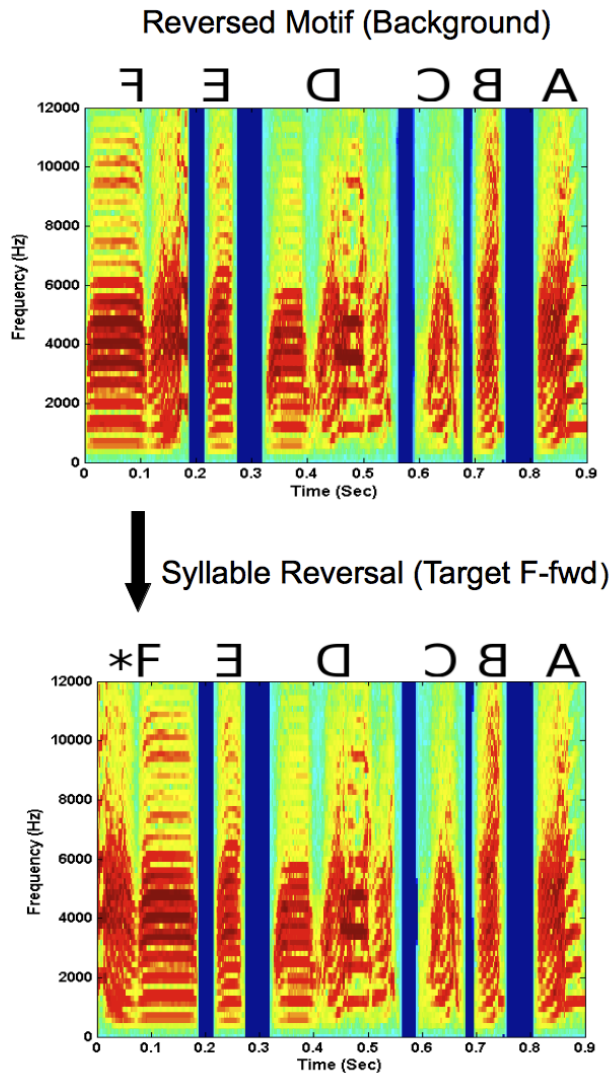 Reversed Motif (Background)
F E D C B A
12000
10000
8000
6000
4000
2000
0
Frequency (Hz)
0 0.1 0.2 0.3 0.4 0.5 0.6 0.7 0.8 0.9
Time (Sec)
Syllable Reversal (Target F-fwd)
*F E D C B A
12000
10000
8000
6000
4000
2000
0
Frequency (Hz)
0 0.1 0.2 0.3 0.4 0.5 0.6 0.7 0.8 0.9
Time (Sec)